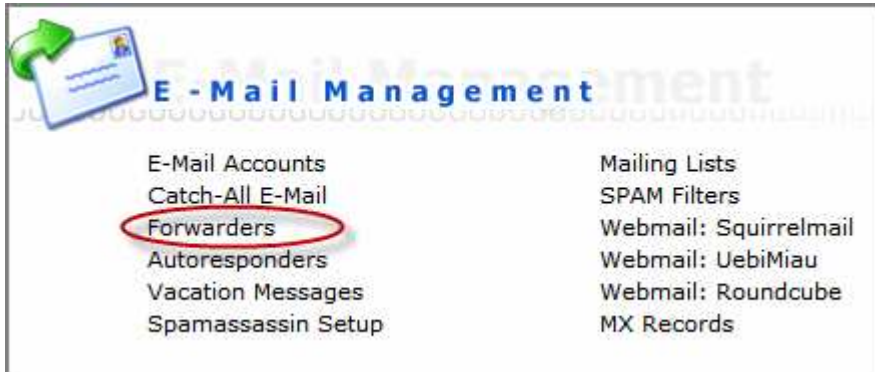 E-Mail Management
E-Mail Accounts
Catch-All E-Mail
Forwarders
Autoresponders
Vacation Messages
Spamassassin Setup
Mailing Lists
SPAM Filters
Webmail: Squirrelmail
Webmail: UebiMiau
Webmail: Roundcube
MX Records